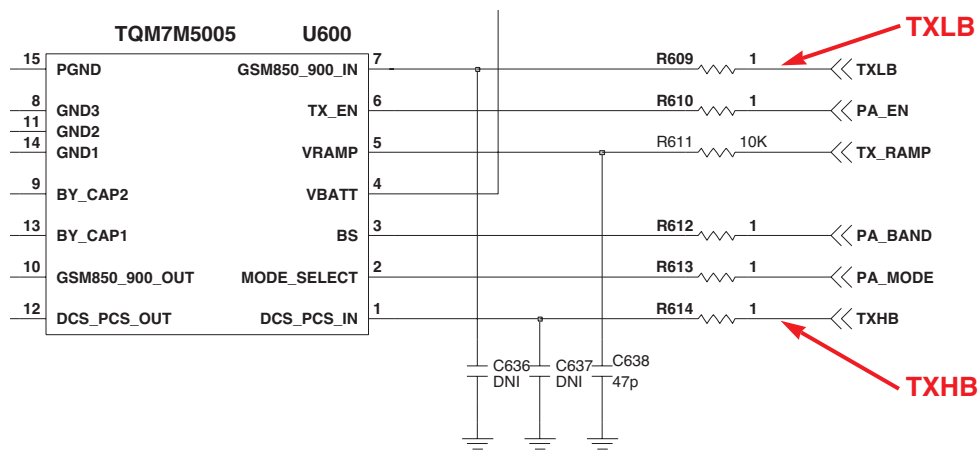 TXLB
TQM7M5005 U600
15 PGND GSM850_900_IN 7 R609 1 TXLB
8 GND3 TX_EN 6 R610 1 PA_EN
11 GND2
14 GND1 VRAMP 5 R611 10K TX_RAMP
9 BY_CAP2 VBATT 4
13 BY_CAP1 BS 3 R612 1 PA_BAND
10 GSM850_900_OUT MODE_SELECT 2 R613 1 PA_MODE
12 DCS_PCS_OUT DCS_PCS_IN 1 R614 1 TXHB
C636 C637 C638
DNI DNI 47p
TXHB